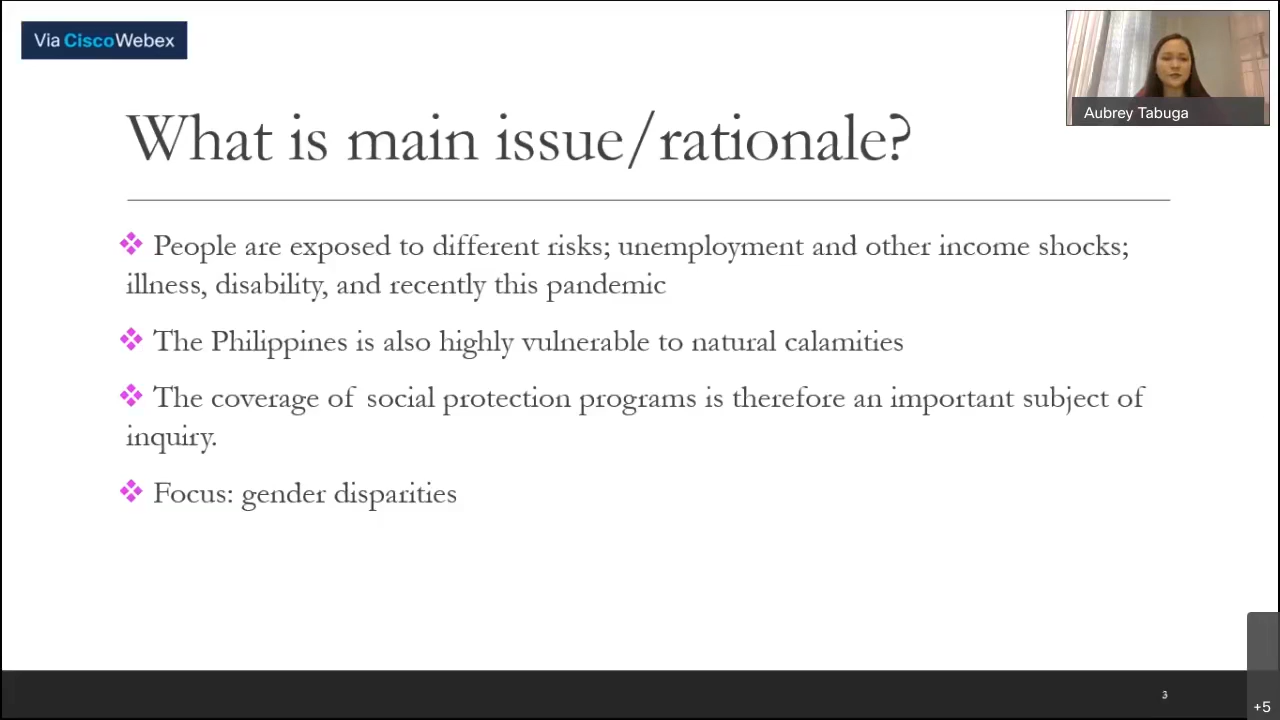 Via CiscoWebex
Aubrey Tabuga
What is main issue/rationale?
❖ People are exposed to different risks; unemployment and other income shocks;
illness, disability, and recently this pandemic
❖ The Philippines is also highly vulnerable to natural calamities
❖ The coverage of social protection programs is therefore an important subject of
inquiry.
❖ Focus: gender disparities
3
+5